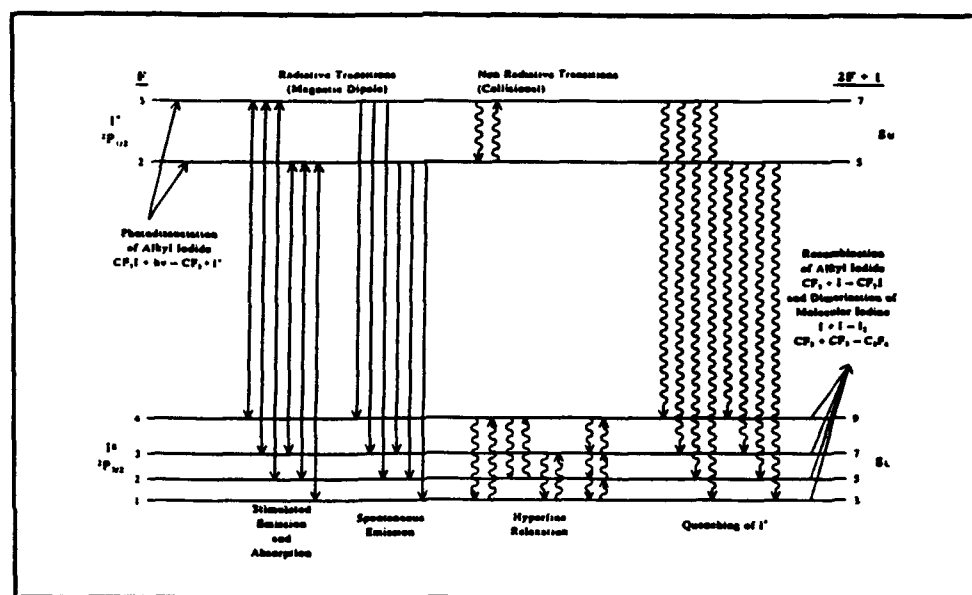 F
Radiative Transitions
(Magnetic Dipole)
Non Radiative Transitions
(Collisional)
2F + 1
3
7
I*
²P₁/₂
gᵤ
2
5
Photodissociation
of Alkyl Iodide
CF₃I + hν → CF₃ + I*
Recombination
of Alkyl Iodide
CF₃ + I → CF₃I
and Dimerization of
Molecular Iodine
I + I → I₂
CF₃ + CF₃ → C₂F₆
4
9
²P₃/₂
3
7
2
5
1
3
Stimulated
Emission
and
Absorption
Spontaneous
Emission
Hyperfine
Relaxation
Quenching of I*